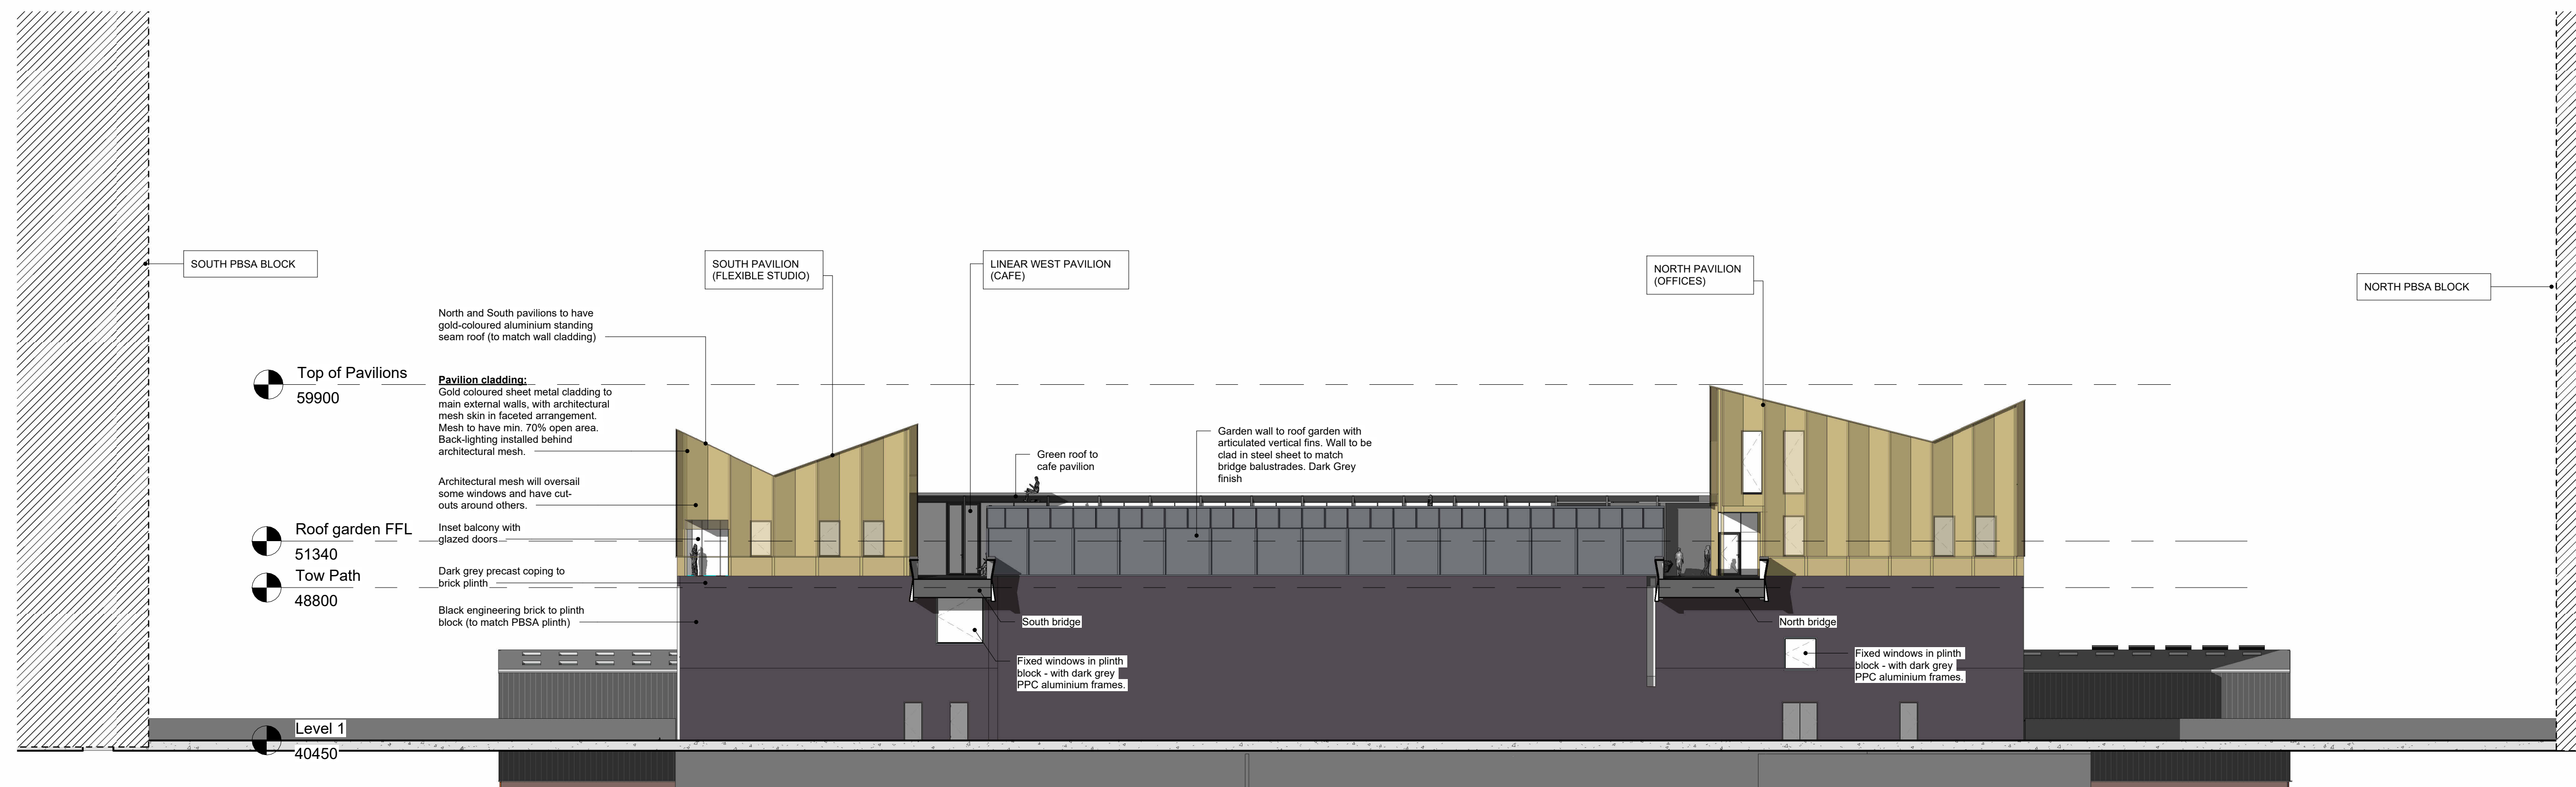 SOUTH PBSA BLOCK
SOUTH PAVILION
(FLEXIBLE STUDIO)
LINEAR WEST PAVILION
(CAFE)
NORTH PAVILION
(OFFICES)
NORTH PBSA BLOCK
North and South pavilions to have
gold-coloured aluminium standing
seam roof (to match wall cladding)
Top of Pavilions
59900
Pavilion cladding:
Gold coloured sheet metal cladding to
main external walls, with architectural
mesh skin in faceted arrangement.
Mesh to have min. 70% open area.
Back-lighting installed behind
architectural mesh.
Green roof to
cafe pavilion
Garden wall to roof garden with
articulated vertical fins. Wall to be
clad in steel sheet to match
bridge balustrades. Dark Grey
finish
Architectural mesh will oversail
some windows and have cut-
outs around others.
Roof garden FFL
51340
Inset balcony with
glazed doors
Tow Path
48800
Dark grey precast coping to
brick plinth
Black engineering brick to plinth
block (to match PBSA plinth)
South bridge
North bridge
Fixed windows in plinth
block - with dark grey
PPC aluminium frames.
Fixed windows in plinth
block - with dark grey
PPC aluminium frames.
Level 1
40450